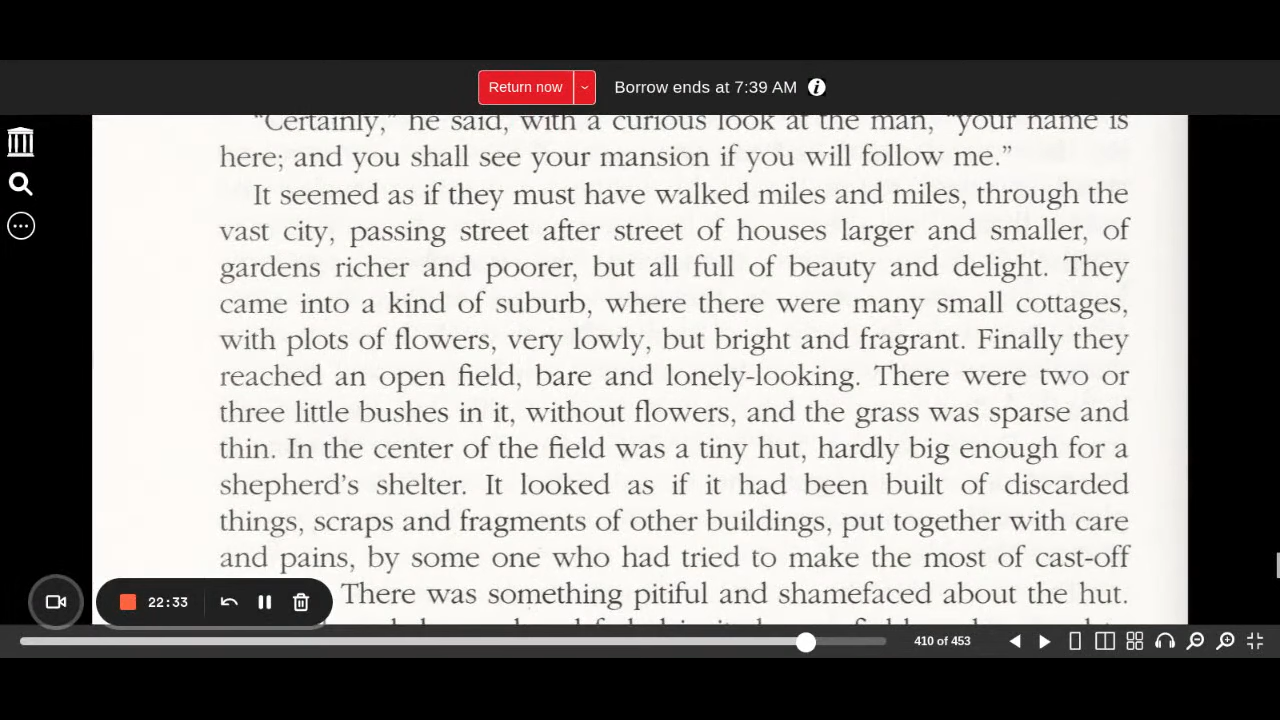 Return now
Borrow ends at 7:39 AM
"Certainly," he said, with a curious look at the man, "your name is
here; and you shall see your mansion if you will follow me."
It seemed as if they must have walked miles and miles, through the
vast city, passing street after street of houses larger and smaller, of
gardens richer and poorer, but all full of beauty and delight. They
came into a kind of suburb, where there were many small cottages,
with plots of flowers, very lowly, but bright and fragrant. Finally they
reached an open field, bare and lonely-looking. There were two or
three little bushes in it, without flowers, and the grass was sparse and
thin. In the center of the field was a tiny hut, hardly big enough for a
shepherd's shelter. It looked as if it had been built of discarded
things, scraps and fragments of other buildings, put together with care
and pains, by some one who had tried to make the most of cast-off
There was something pitiful and shamefaced about the hut.
22:33
410 of 453